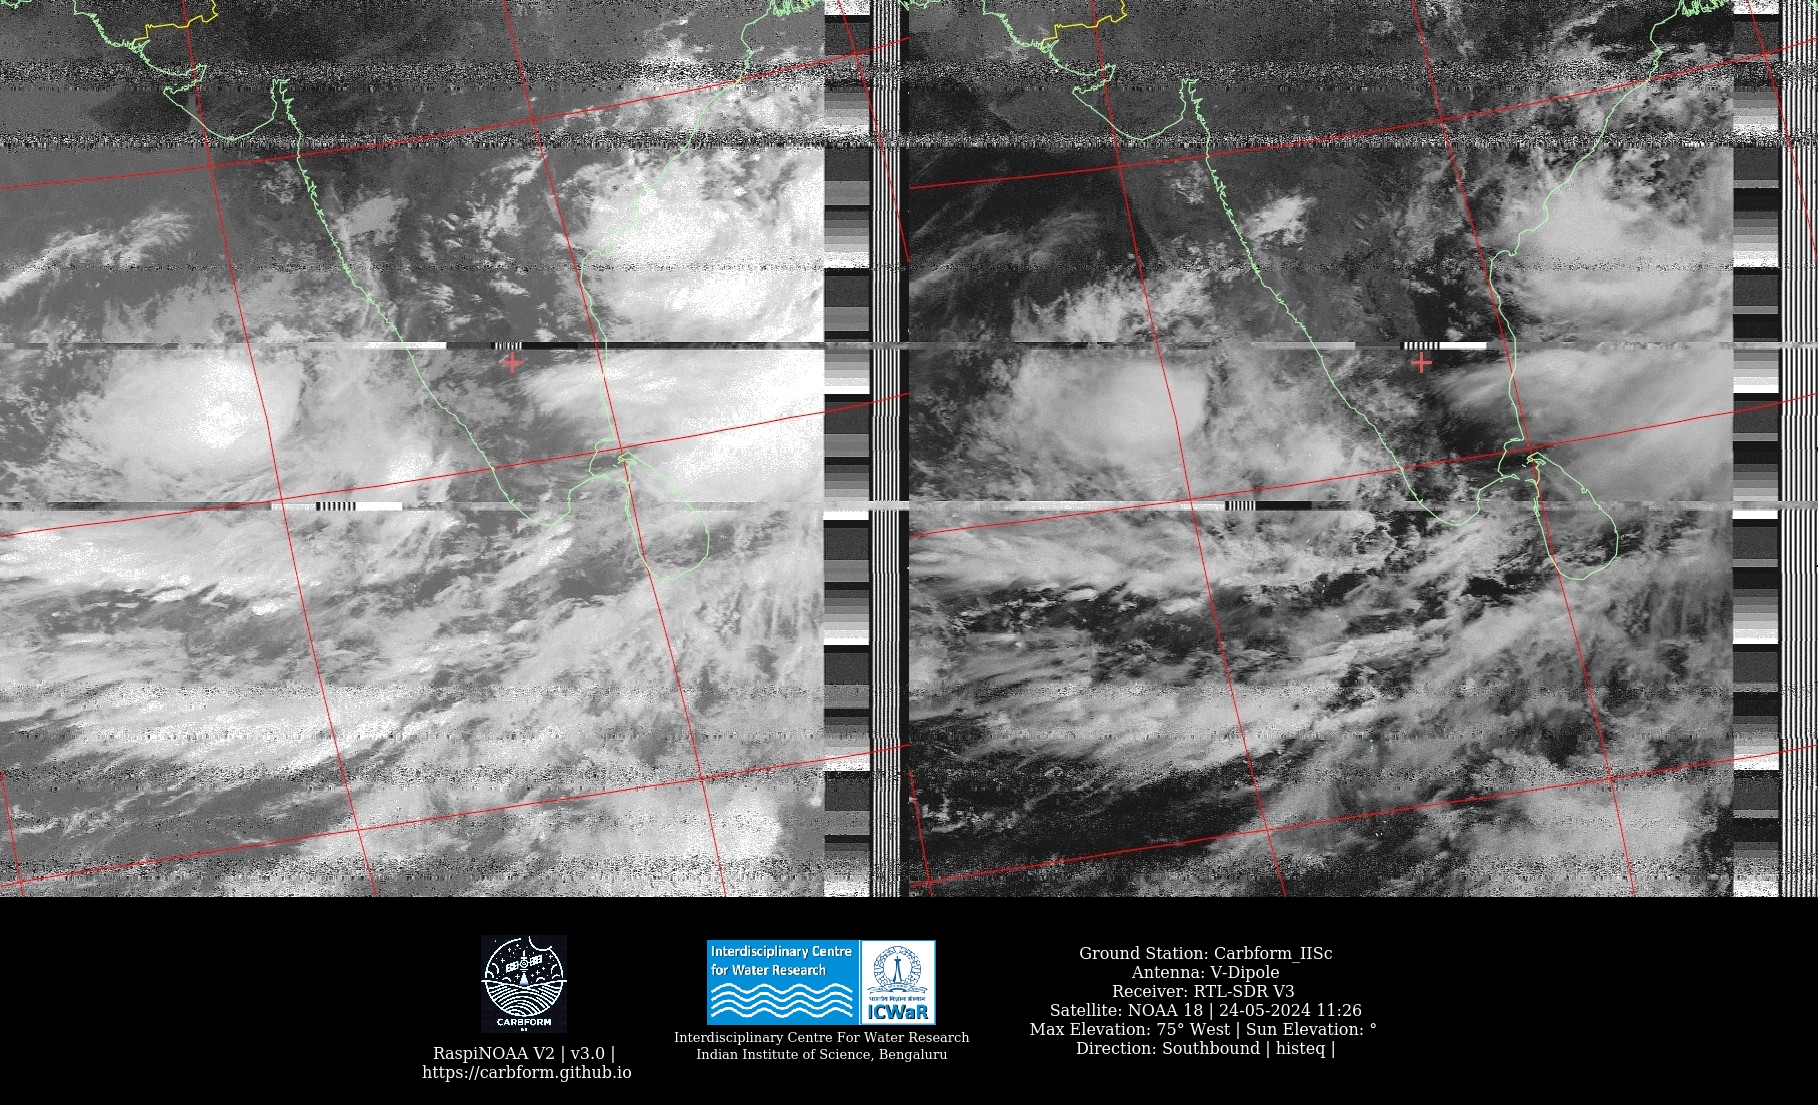 CARBFORM
RaspiNOAA V2 | v3.0 |
https://carbform.github.io
Interdisciplinary Centre
for Water Research
भारतीय विज्ञान संस्थान
ICWaR
Interdisciplinary Centre For Water Research
Indian Institute of Science, Bengaluru
Ground Station: Carbform_IISc
Antenna: V-Dipole
Receiver: RTL-SDR V3
Satellite: NOAA 18 | 24-05-2024 11:26
Max Elevation: 75° West | Sun Elevation: °
Direction: Southbound | histeq |